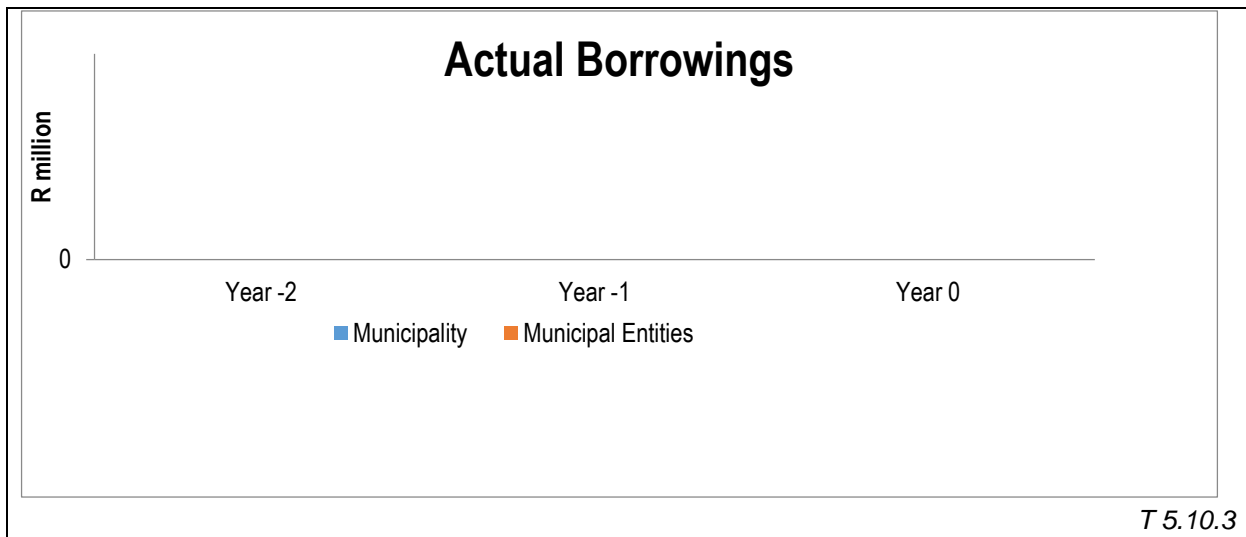 Actual Borrowings
R million
0
Year -2 Year -1 Year 0
Municipality Municipal Entities
T 5.10.3